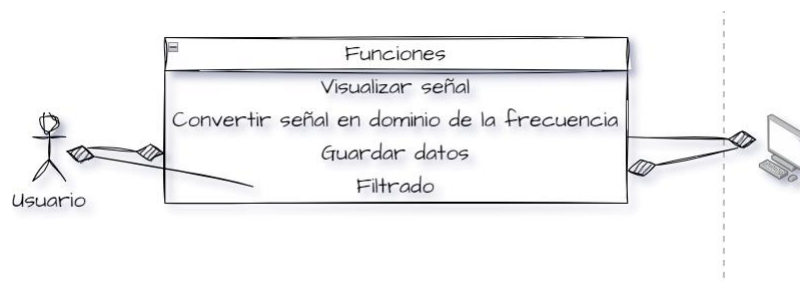 Funciones
Visualizar señal
Convertir señal en dominio de la frecuencia
Guardar datos
Filtrado
Usuario